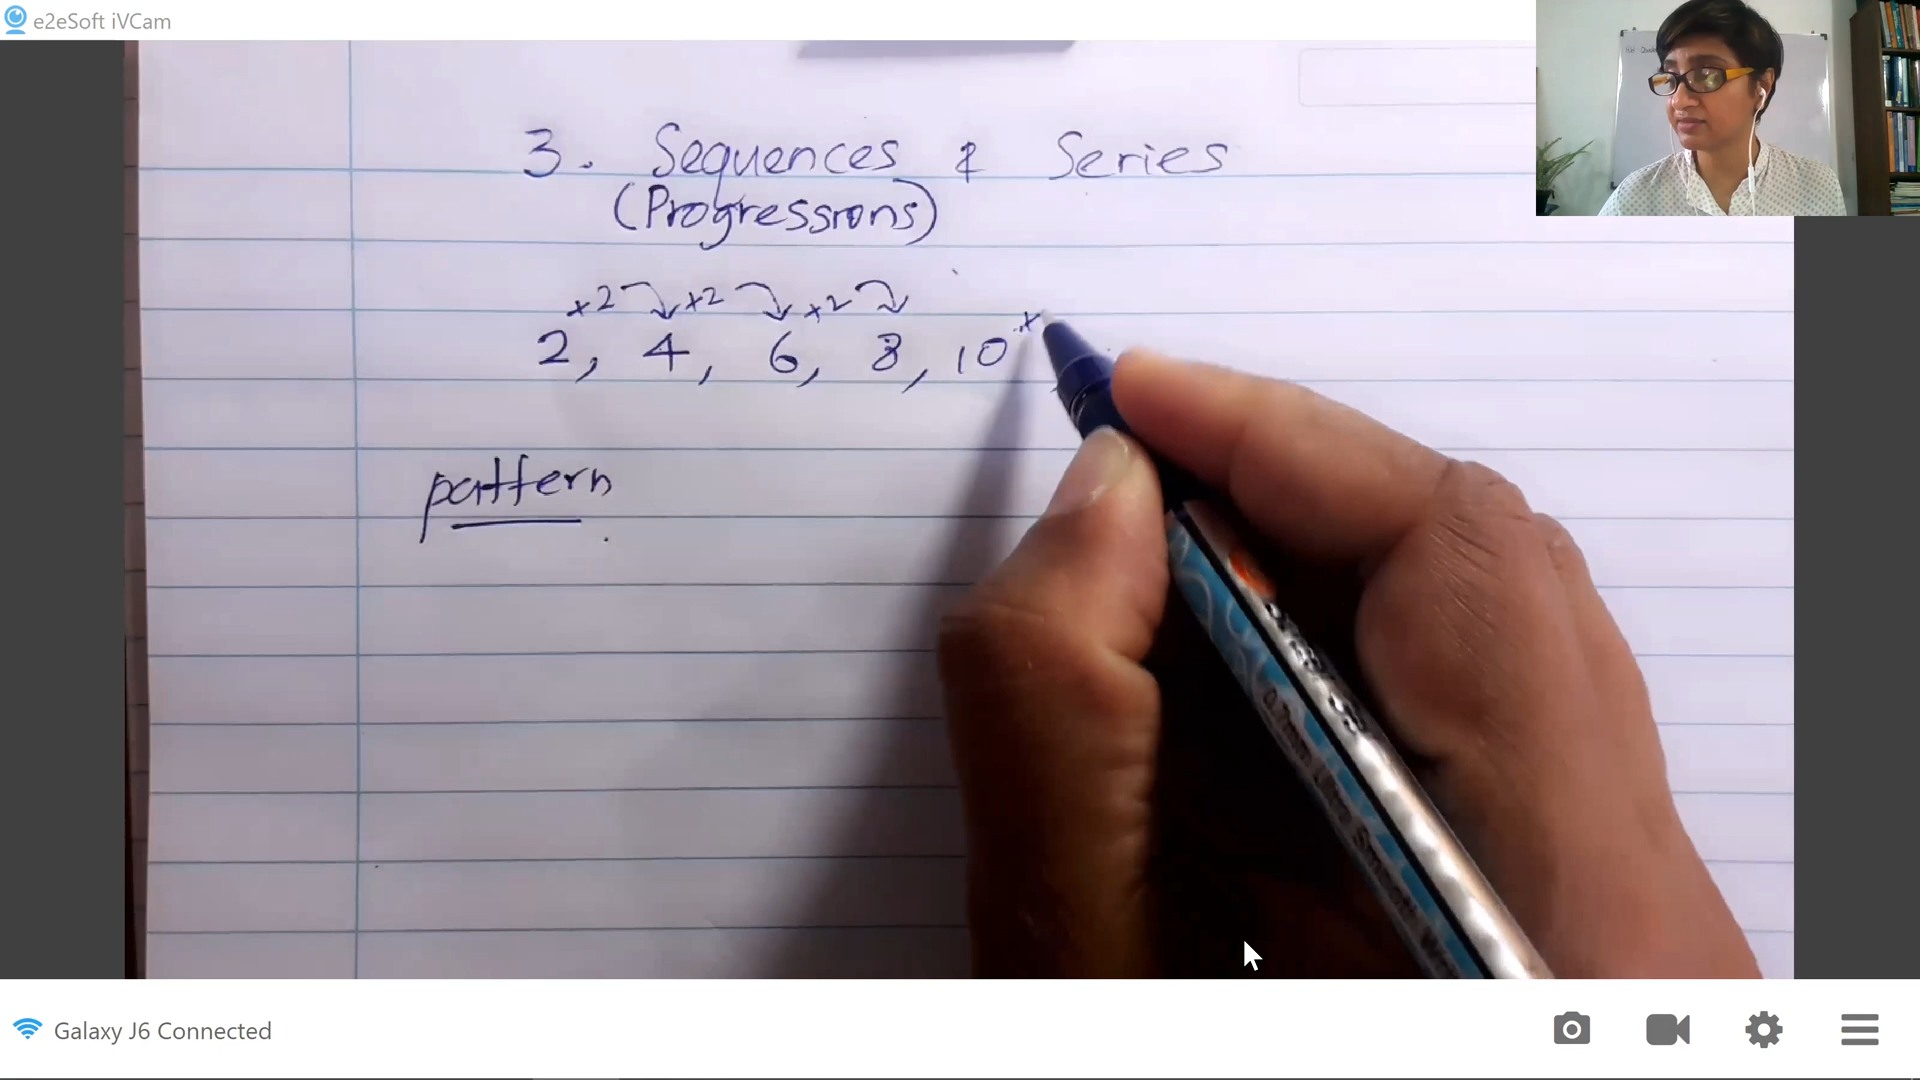 e2eSoft iVCam
3. Sequences & Series
(Progressions)
+2 +2 +2 +
2, 4, 6, 8, 10
pattern
Galaxy J6 Connected